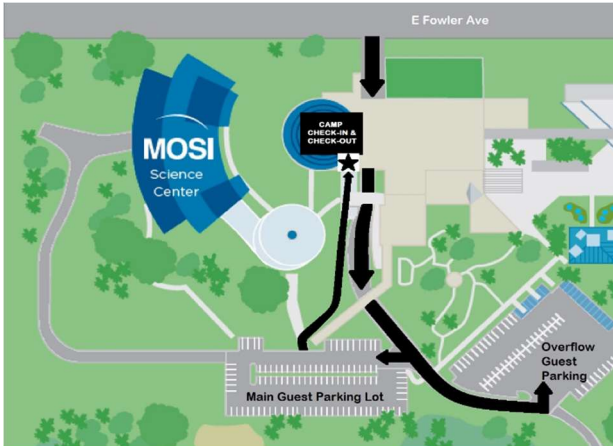 E Fowler Ave
CAMP
CHECK-IN &
CHECK-OUT
MOSI
Science
Center
Overflow
Guest
Parking
Main Guest Parking Lot